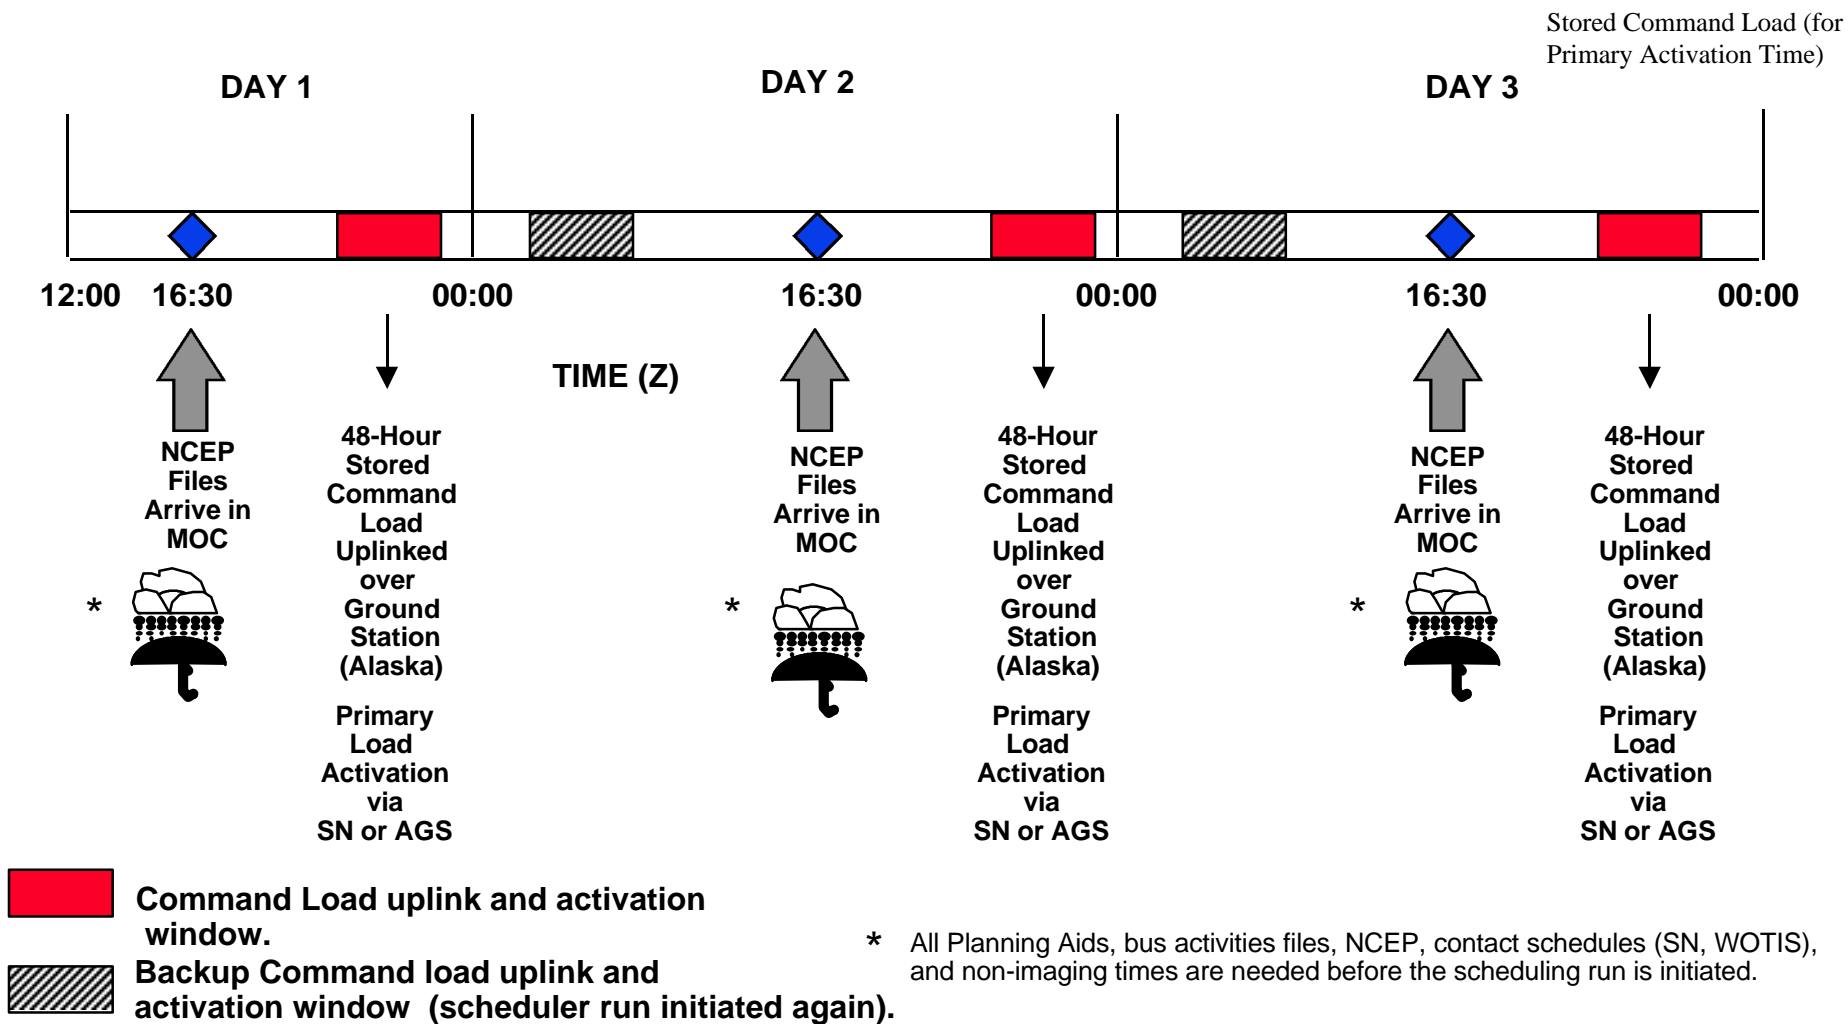 Stored Command Load (for
Primary Activation Time)
DAY 1
DAY 2
DAY 3
12:00
16:30
00:00
16:30
00:00
16:30
00:00
TIME (Z)
NCEP
Files
Arrive in
MOC
*
48-Hour
Stored
Command
Load
Uplinked
over
Ground
Station
(Alaska)
Primary
Load
Activation
via
SN or AGS
NCEP
Files
Arrive in
MOC
*
48-Hour
Stored
Command
Load
Uplinked
over
Ground
Station
(Alaska)
Primary
Load
Activation
via
SN or AGS
NCEP
Files
Arrive in
MOC
*
48-Hour
Stored
Command
Load
Uplinked
over
Ground
Station
(Alaska)
Primary
Load
Activation
via
SN or AGS
Command Load uplink and activation
window.
Backup Command load uplink and
activation window (scheduler run initiated again).
* All Planning Aids, bus activities files, NCEP, contact schedules (SN, WOTIS),
and non-imaging times are needed before the scheduling run is initiated.